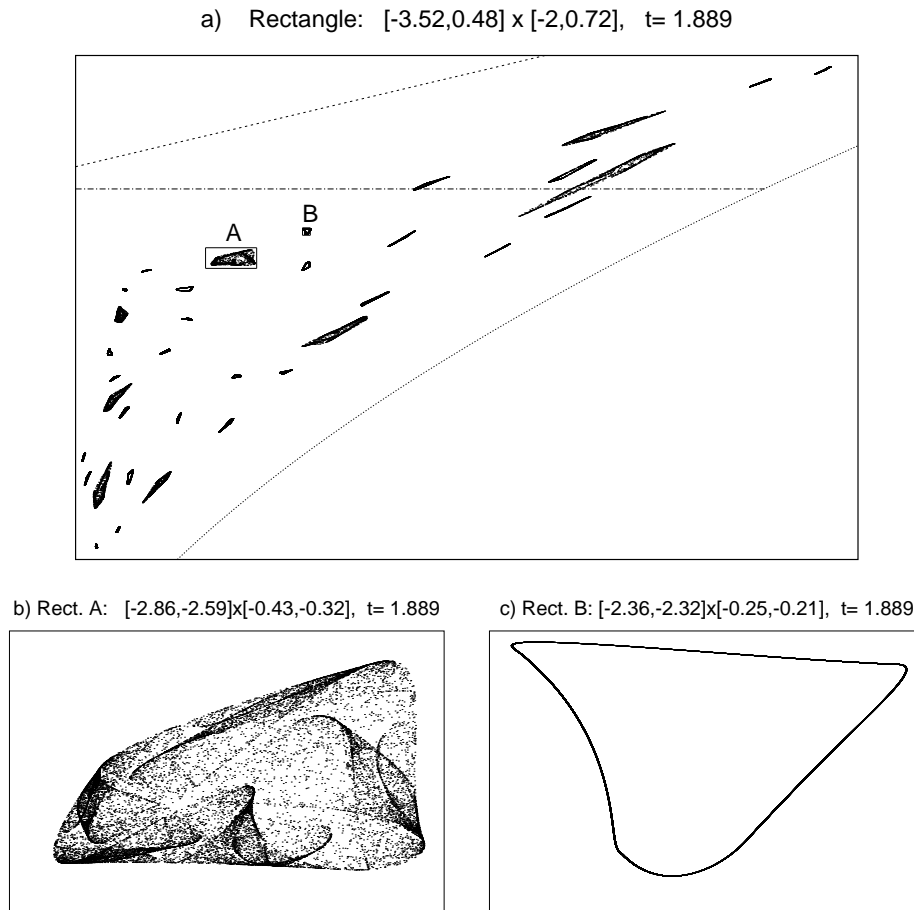 a) Rectangle: [-3.52,0.48] x [-2,0.72], t= 1.889
B
A
b) Rect. A: [-2.86,-2.59]x[-0.43,-0.32], t= 1.889
c) Rect. B: [-2.36,-2.32]x[-0.25,-0.21], t= 1.889